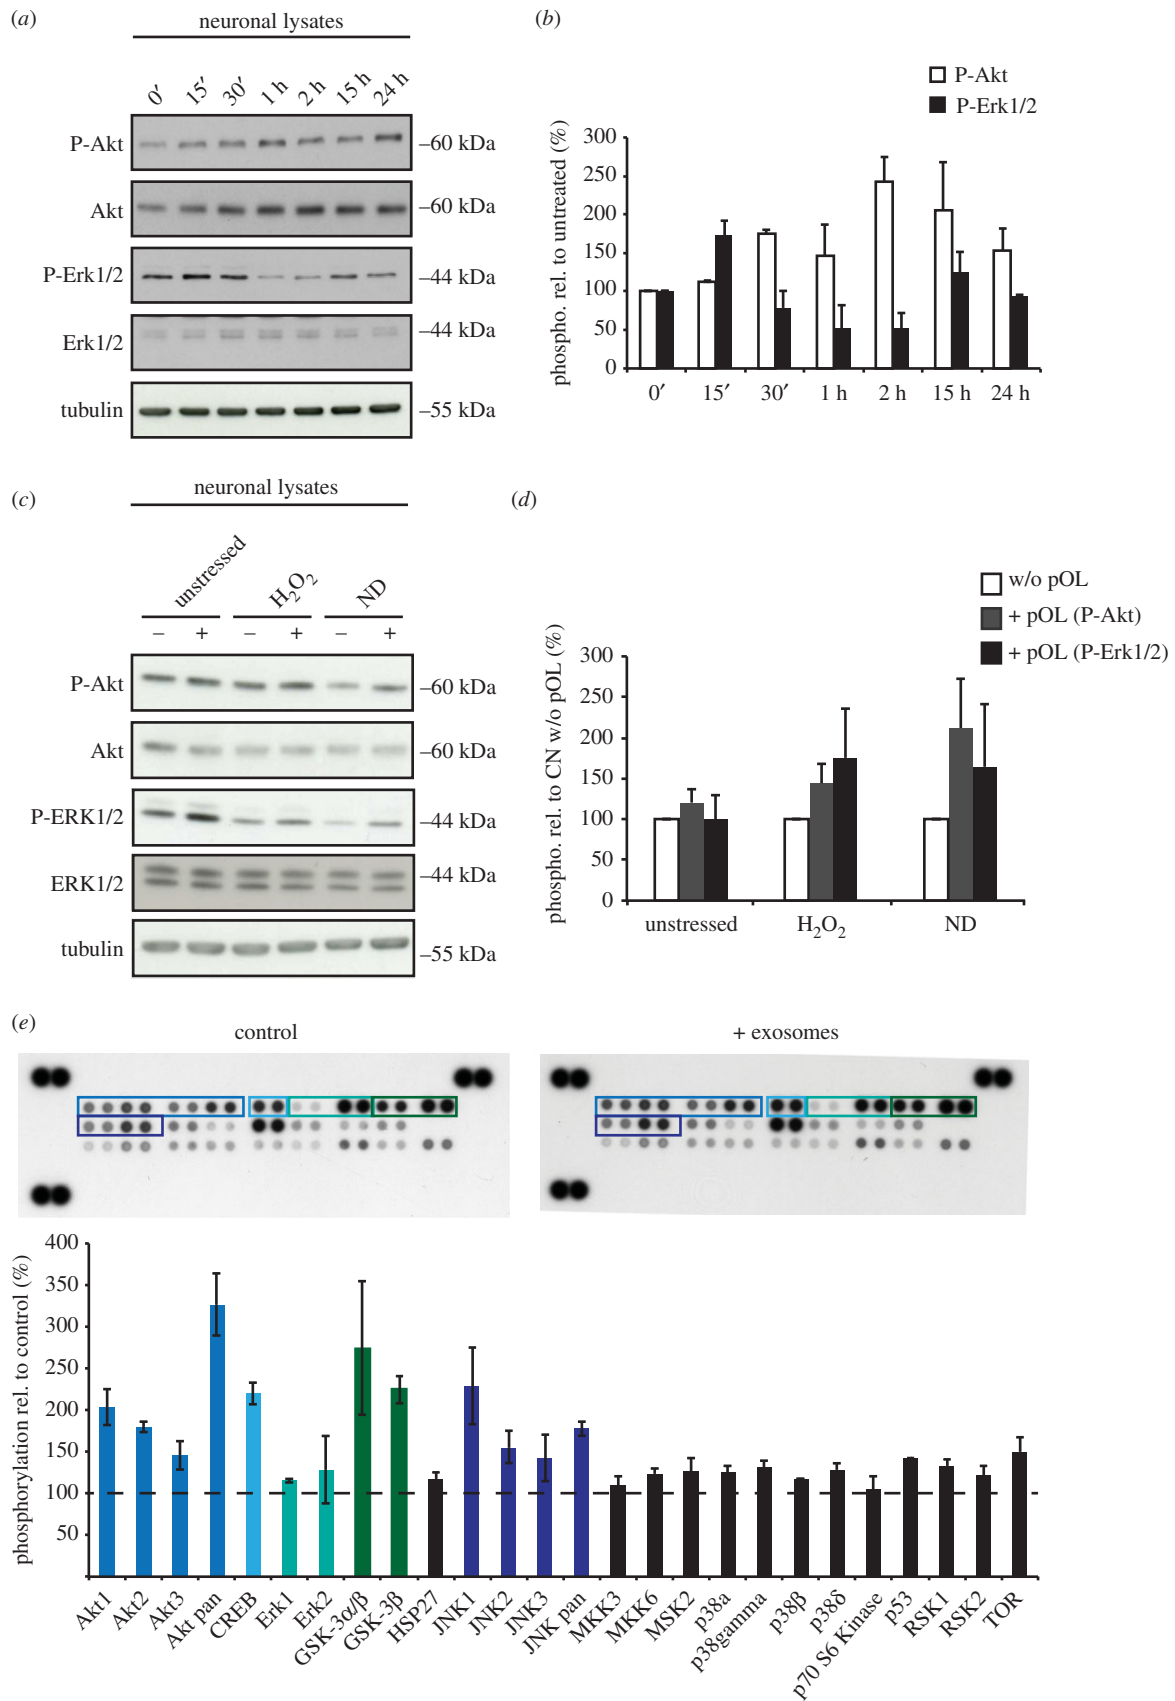 (a)
neuronal lysates
0′ 15′ 30′ 1 h 2 h 15 h 24 h
P-Akt –60 kDa
Akt –60 kDa
P-Erk1/2 –44 kDa
Erk1/2 –44 kDa
tubulin –55 kDa
(b)
P-Akt
P-Erk1/2
phospho. rel. to untreated (%)
300
250
200
150
100
50
0
0′ 15′ 30′ 1 h 2 h 15 h 24 h
(c)
neuronal lysates
unstressed H₂O₂ ND
– + – + – +
P-Akt –60 kDa
Akt –60 kDa
P-ERK1/2 –44 kDa
ERK1/2 –44 kDa
tubulin –55 kDa
(d)
w/o pOL
+ pOL (P-Akt)
+ pOL (P-Erk1/2)
phospho. rel. to CN w/o pOL (%)
300
250
200
150
100
50
0
unstressed H₂O₂ ND
(e)
control + exosomes
phosphorylation rel. to control (%)
400
350
300
250
200
150
100
50
Akt1 Akt2 Akt3 Akt pan CREB Erk1 Erk2 GSK-3α/β GSK-3β HSP27 JNK1 JNK2 JNK3 JNK pan MKK3 MKK6 MSK2 p38a p38gamma p38β p38δ p70 S6 Kinase p53 RSK1 RSK2 TOR